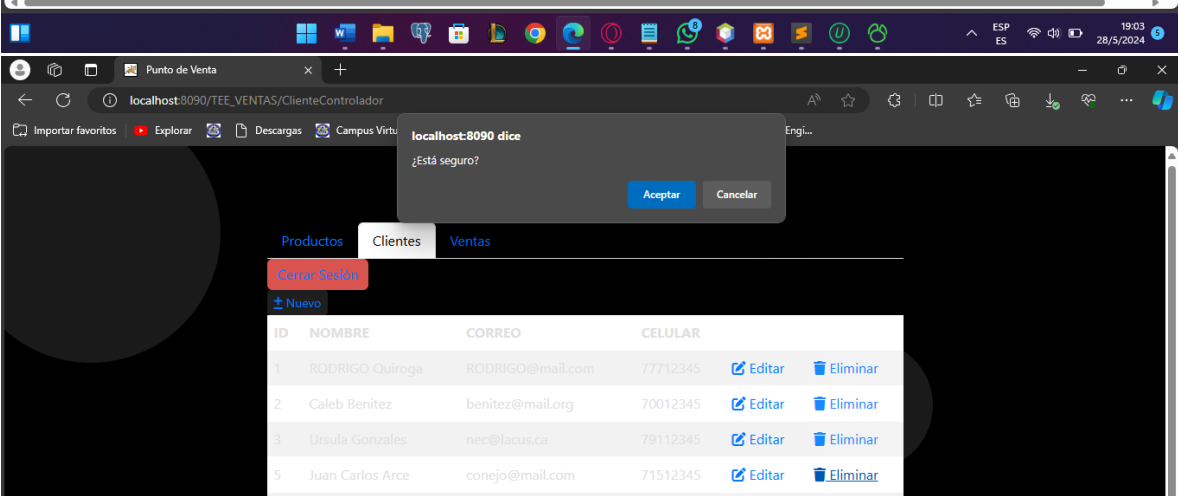 8
ESP
ES
19:03
28/5/2024
5
Punto de Venta
localhost:8090/TEE_VENTAS/ClienteControlador
Importar favoritos
Explorar
Descargas
Campus Virtu
Engi...
localhost:8090 dice
¿Está seguro?
Aceptar Cancelar
Productos Clientes Ventas
Cerrar Sesión
Nuevo
ID NOMBRE CORREO CELULAR
1 RODRIGO Quiroga RODRIGO@mail.com 77712345 Editar Eliminar
2 Caleb Benitez benitez@mail.org 70012345 Editar Eliminar
3 Ursula Gonzales nec@lacus.ca 79112345 Editar Eliminar
5 Juan Carlos Arce conejo@mail.com 71512345 Editar Eliminar